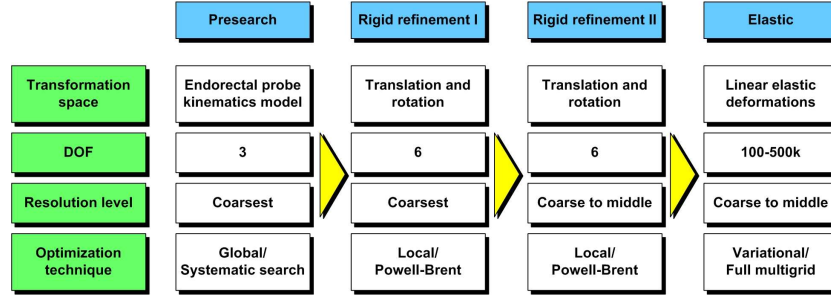 Presearch
Rigid refinement I
Rigid refinement II
Elastic
Transformation
space
Endorectal probe
kinematics model
Translation and
rotation
Translation and
rotation
Linear elastic
deformations
DOF
3
6
6
100-500k
Resolution level
Coarsest
Coarsest
Coarse to middle
Coarse to middle
Optimization
technique
Global/
Systematic search
Local/
Powell-Brent
Local/
Powell-Brent
Variational/
Full multigrid